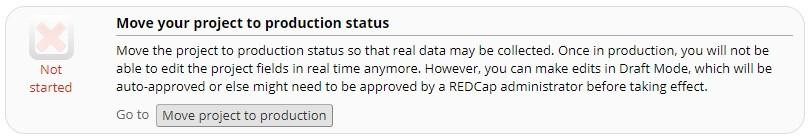 Move your project to production status
Move the project to production status so that real data may be collected. Once in production, you will not be
able to edit the project fields in real time anymore. However, you can make edits in Draft Mode, which will be
auto-approved or else might need to be approved by a REDCap administrator before taking effect.
Not
started
Go to Move project to production